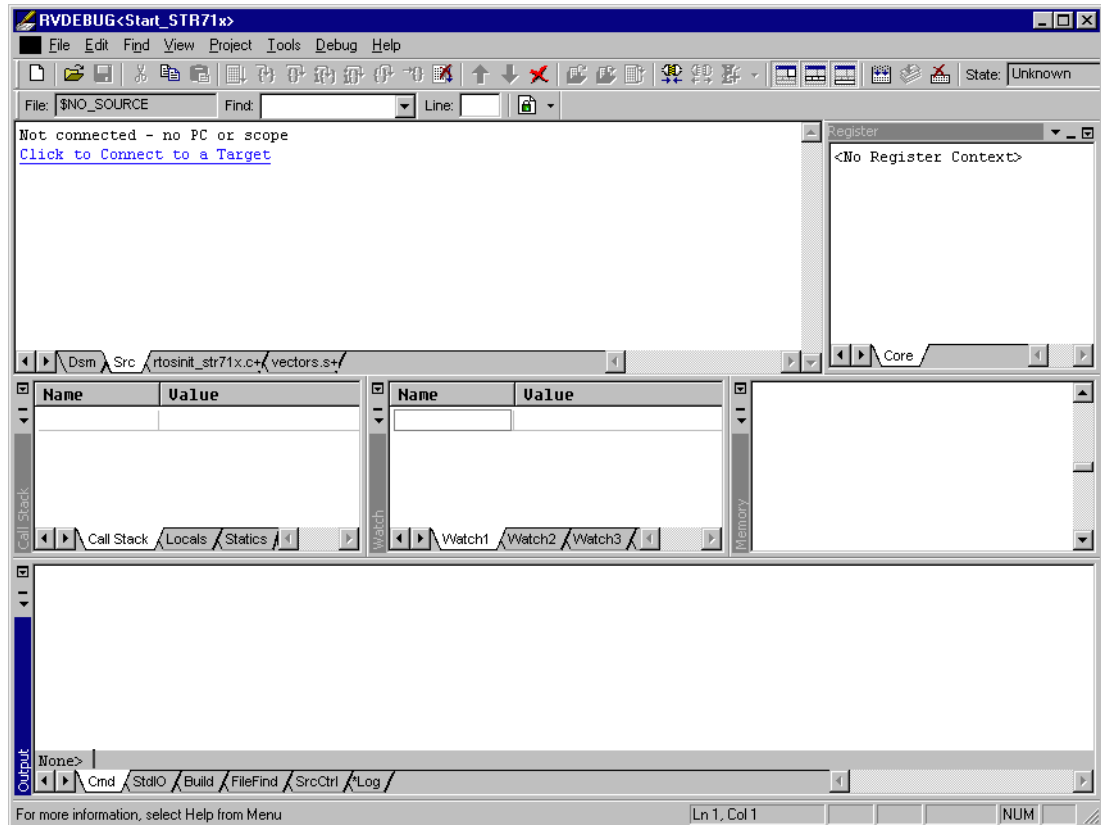 RVDEBUG<Start_STR71x>
File Edit Find View Project Tools Debug Help
State: Unknown
File: $NO_SOURCE Find: Line:
Not connected - no PC or scope
Click to Connect to a Target
Register
<No Register Context>
Dsm Src rtosinit_str71x.c+ vectors.s+
Core
Name Value
Call Stack
Call Stack Locals Statics
Name Value
Watch
Watch1 Watch2 Watch3
Memory
Output
None>
Cmd StdIO Build FileFind SrcCtrl *Log
For more information, select Help from Menu
Ln 1, Col 1
NUM